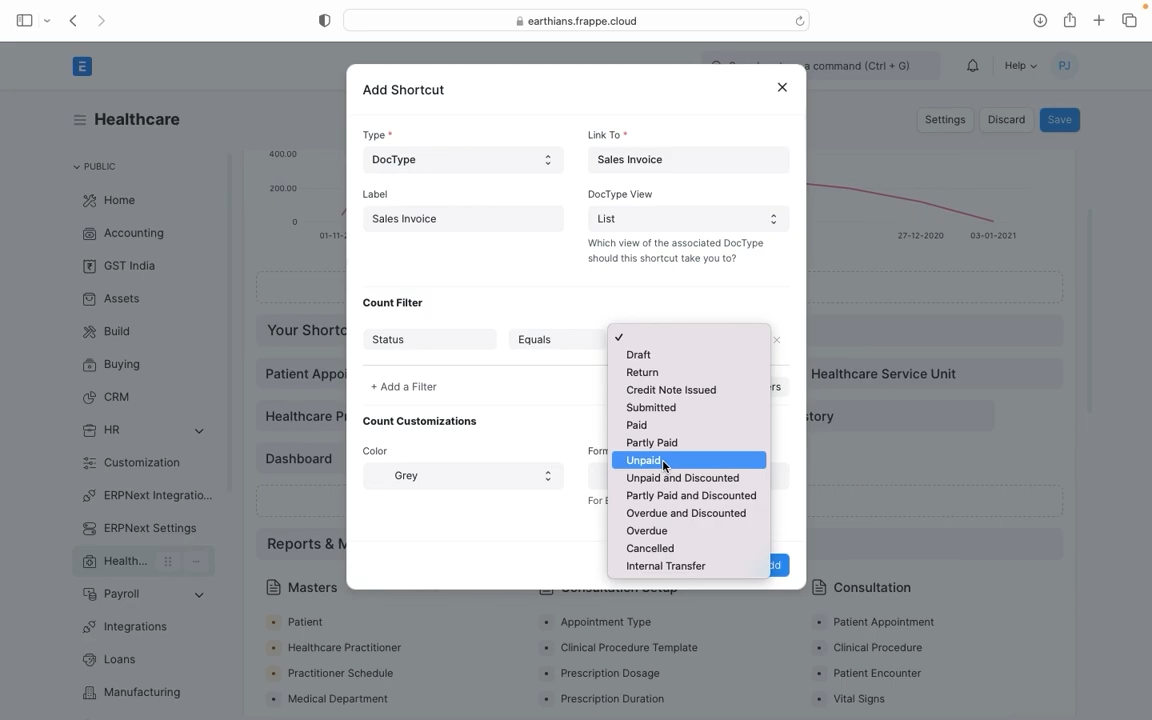 earthians.frappe.cloud
E
a command (Ctrl + G)
Help
PJ
Healthcare
Settings
Discard
Save
PUBLIC
Home
Accounting
GST India
Assets
Build
Buying
CRM
HR
Customization
ERPNext Integratio...
ERPNext Settings
Health...
Payroll
Integrations
Loans
Manufacturing
400.00
200.00
0
01-11-2
27-12-2020
03-01-2021
Add Shortcut
Type *
Link To *
DocType
Sales Invoice
Label
DocType View
Sales Invoice
List
Which view of the associated DocType
should this shortcut take you to?
Count Filter
Status
Equals
+ Add a Filter
ers
Count Customizations
Color
Form
Grey
For E
dd
✓
Draft
Return
Credit Note Issued
Submitted
Paid
Partly Paid
Unpaid
Unpaid and Discounted
Partly Paid and Discounted
Overdue and Discounted
Overdue
Cancelled
Internal Transfer
Your Shortc
Patient Appoi
Healthcare Service Unit
Healthcare Pr
story
Dashboard
Reports & M
Masters
Patient
Healthcare Practitioner
Practitioner Schedule
Medical Department
Consultation Setup
Appointment Type
Clinical Procedure Template
Prescription Dosage
Prescription Duration
Consultation
Patient Appointment
Clinical Procedure
Patient Encounter
Vital Signs